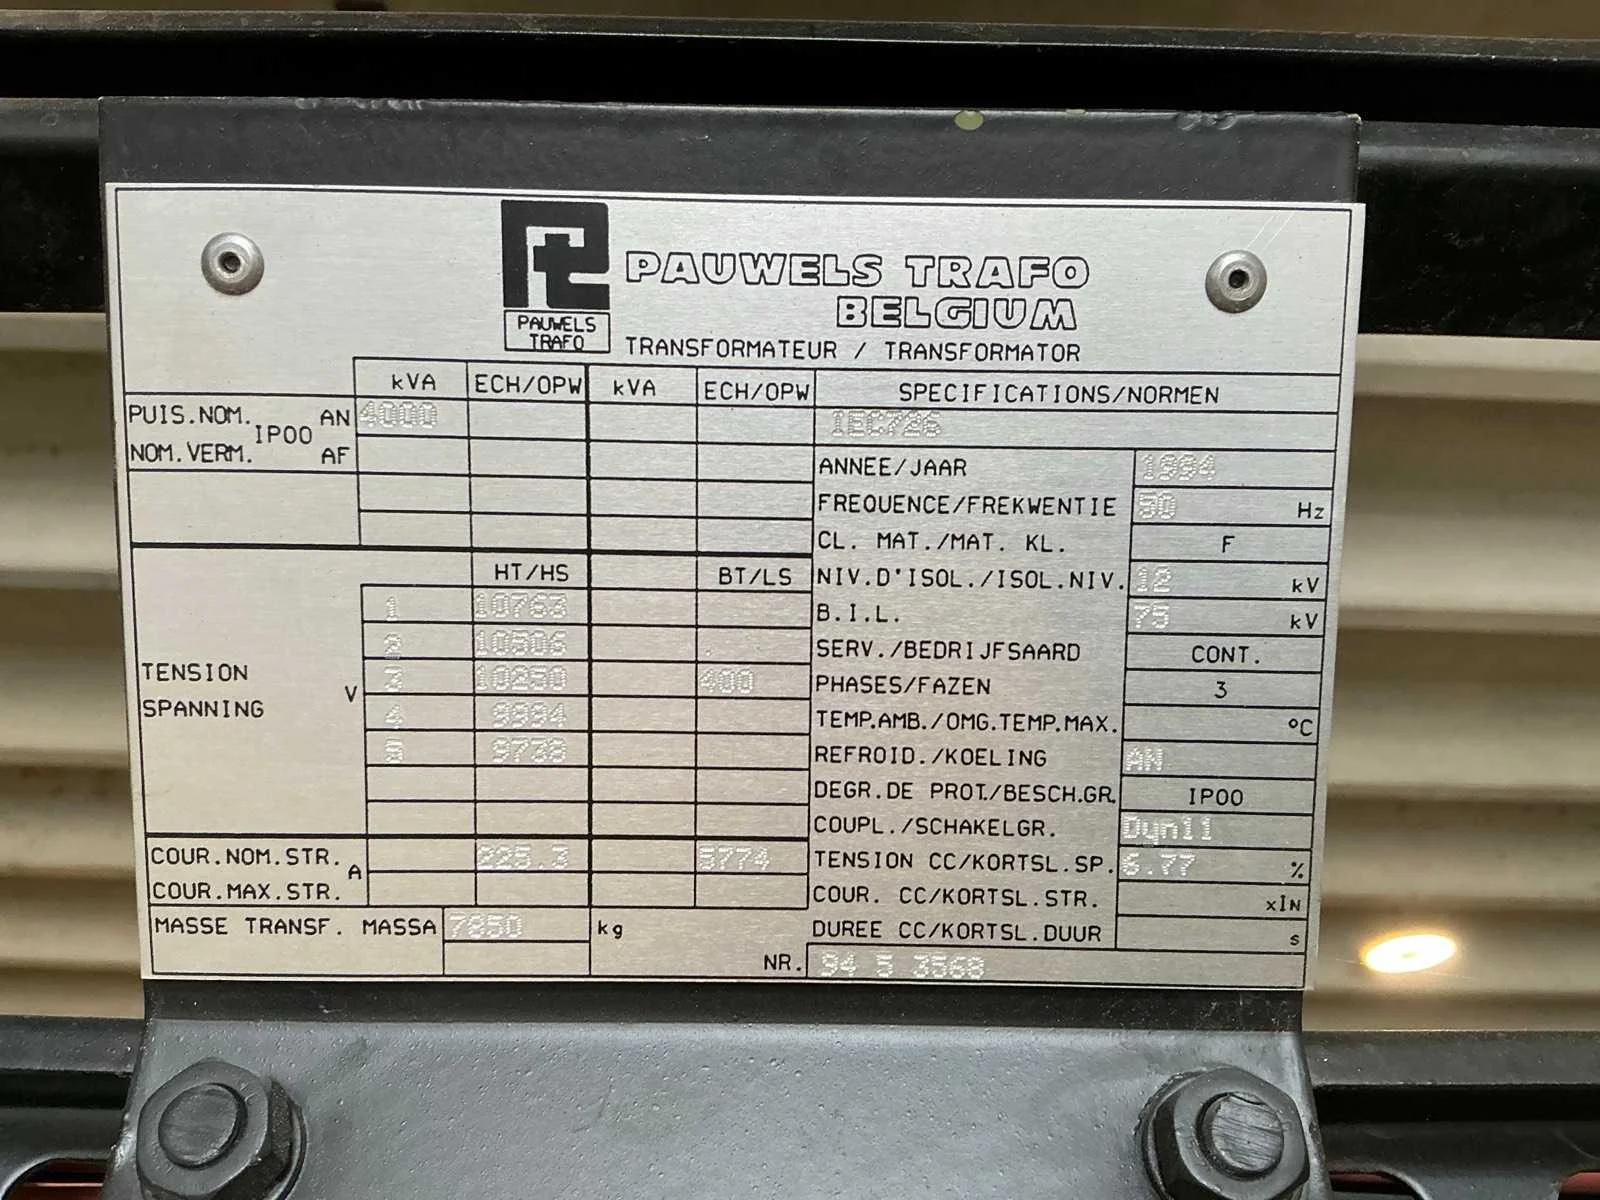 PAUWELS TRAFO
BELGIUM
PAUWELS
TRAFO
TRANSFORMATEUR / TRANSFORMATOR
kVA ECH/OPW kVA ECH/OPW SPECIFICATIONS/NORMEN
PUIS.NOM. IP00 AN 4000 IEC726
NOM.VERM. AF
ANNEE/JAAR 1994
FREQUENCE/FREKWENTIE 50 Hz
CL. MAT./MAT. KL. F
HT/HS BT/LS NIV.D'ISOL./ISOL.NIV. 12 kV
1 10763 B.I.L. 75 kV
2 10506 SERV./BEDRIJFSAARD CONT.
TENSION
SPANNING V
3 10250 400 PHASES/FAZEN 3
4 9994 TEMP.AMB./OMG.TEMP.MAX. °C
5 9738 REFROID./KOELING AN
DEGR.DE PROT./BESCH.GR. IP00
COUPL./SCHAKELGR. Dyn11
COUR.NOM.STR. A 225.3 5774 TENSION CC/KORTSL.SP. 6.77 %
COUR.MAX.STR. COUR. CC/KORTSL.STR. xIN
MASSE TRANSF. MASSA 7850 kg DUREE CC/KORTSL.DUUR s
NR. 94 5 3568